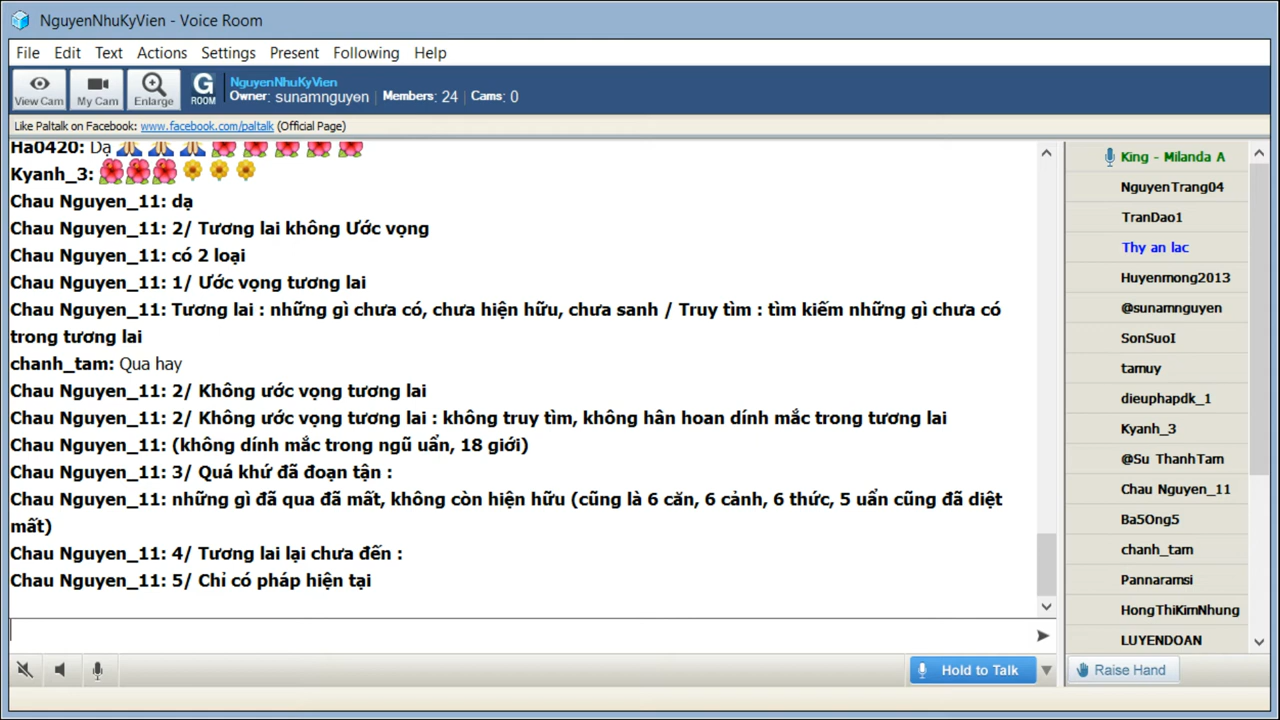 NguyenNhuKyVien - Voice Room
File Edit Text Actions Settings Present Following Help
View Cam My Cam Enlarge G ROOM
NguyenNhuKyVien
Owner: sunamnguyen Members: 24 Cams: 0
Like Paltalk on Facebook: www.facebook.com/paltalk (Official Page)
Ha0420: Dạ
Kyanh_3:
Chau Nguyen_11: dạ
Chau Nguyen_11: 2/ Tương lai không Ước vọng
Chau Nguyen_11: có 2 loại
Chau Nguyen_11: 1/ Ước vọng tương lai
Chau Nguyen_11: Tương lai : những gì chưa có, chưa hiện hữu, chưa sanh / Truy tìm : tìm kiếm những gì chưa có
trong tương lai
chanh_tam: Qua hay
Chau Nguyen_11: 2/ Không ước vọng tương lai
Chau Nguyen_11: 2/ Không ước vọng tương lai : không truy tìm, không hân hoan dính mắc trong tương lai
Chau Nguyen_11: (không dính mắc trong ngũ uẩn, 18 giới)
Chau Nguyen_11: 3/ Quá khứ đã đoạn tận :
Chau Nguyen_11: những gì đã qua đã mất, không còn hiện hữu (cũng là 6 căn, 6 cảnh, 6 thức, 5 uẩn cũng đã diệt
mất)
Chau Nguyen_11: 4/ Tương lai lại chưa đến :
Chau Nguyen_11: 5/ Chỉ có pháp hiện tại
King - Milanda A
NguyenTrang04
TranDao1
Thy an lac
Huyenmong2013
@sunamnguyen
SonSuoI
tamuy
dieuphapdk_1
Kyanh_3
@Su ThanhTam
Chau Nguyen_11
Ba5Ong5
chanh_tam
Pannaramsi
HongThiKimNhung
LUYENDOAN
Hold to Talk
Raise Hand